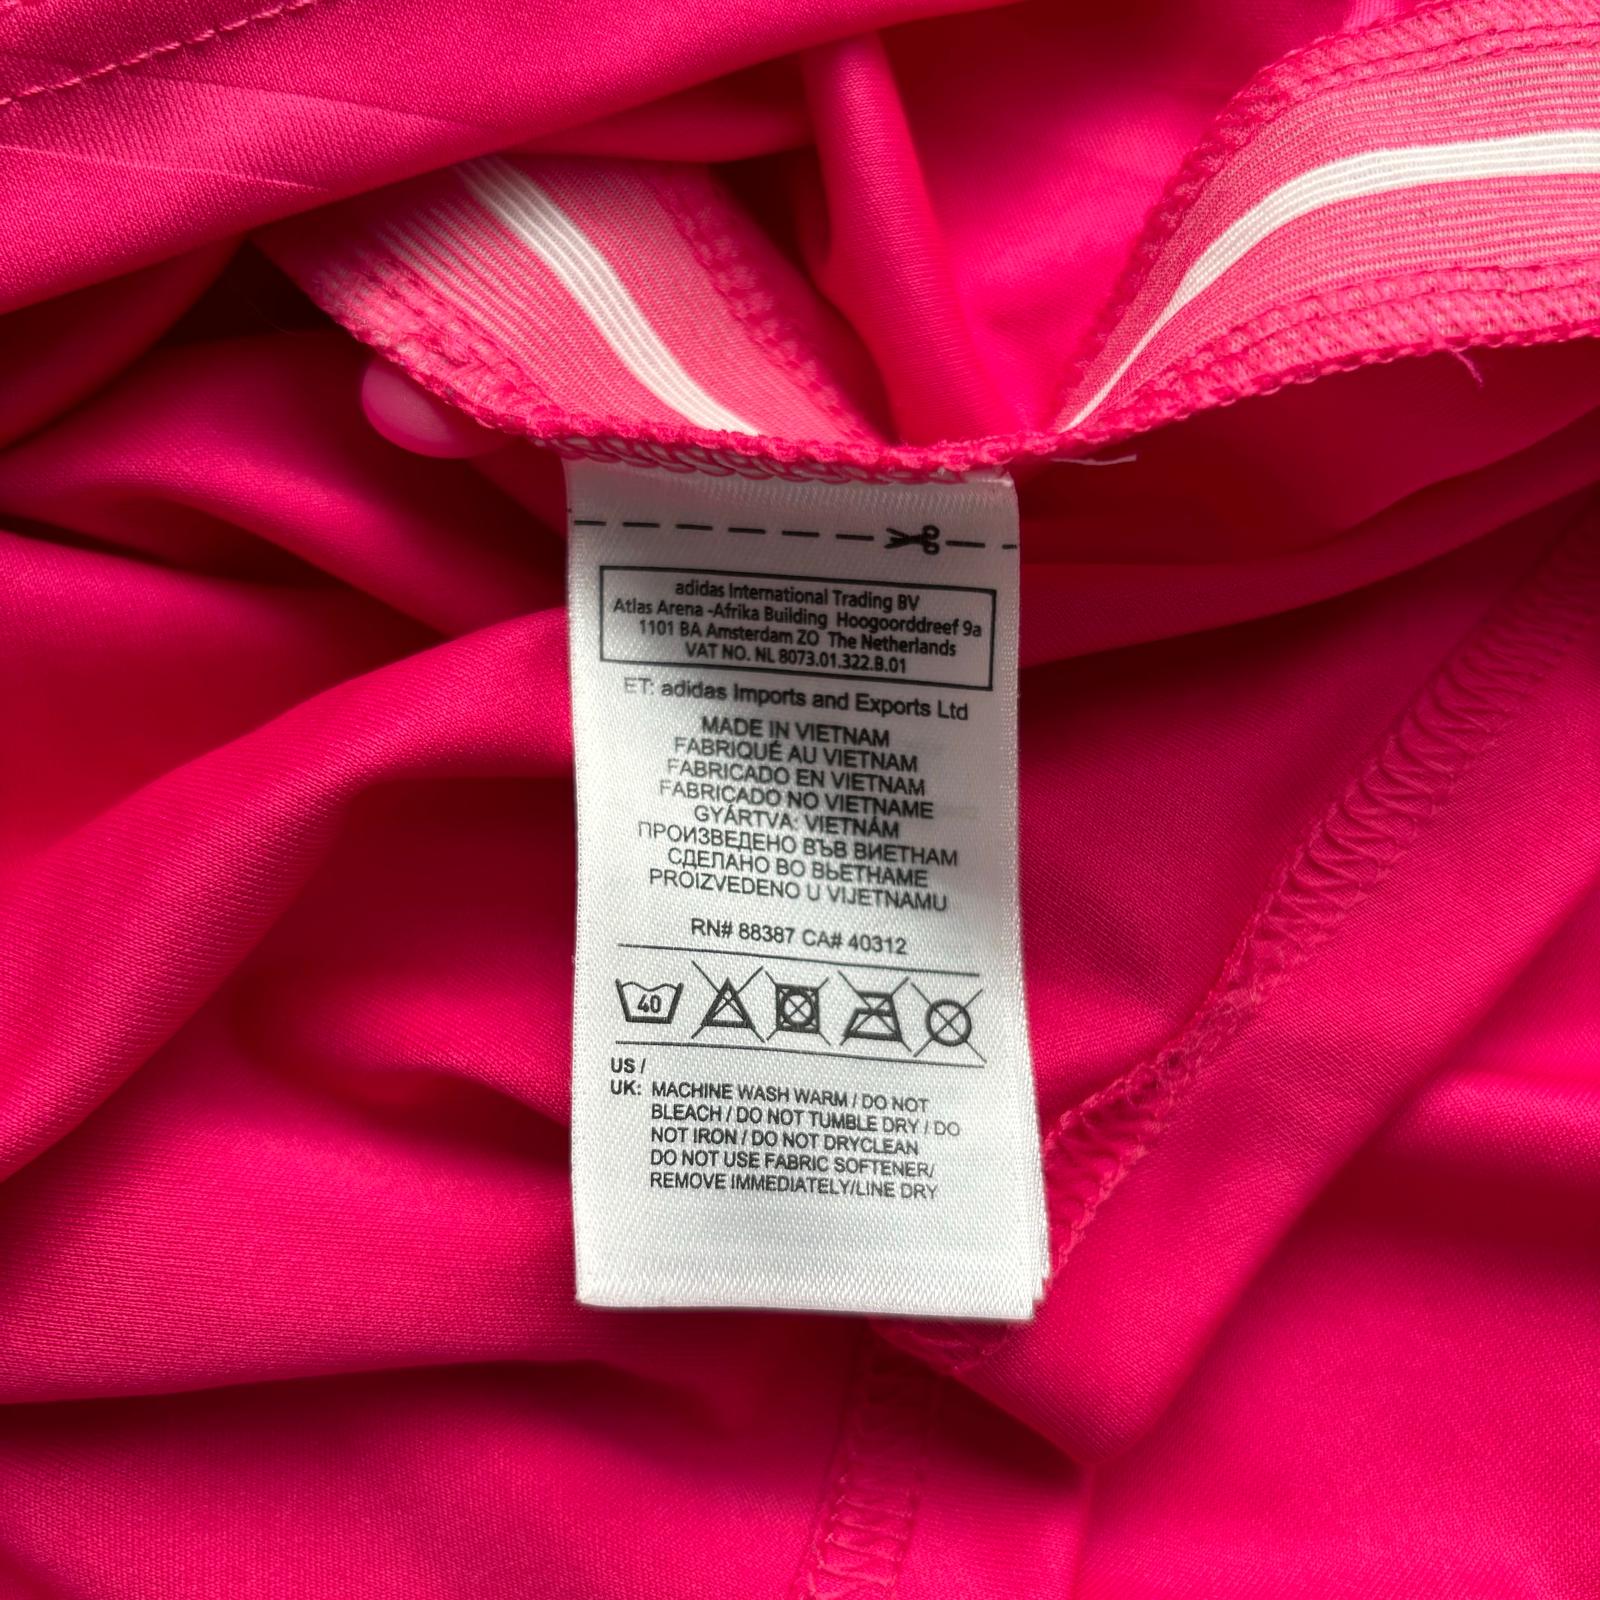 adidas International Trading BV
Atlas Arena -Afrika Building Hoogoorddreef 9a
1101 BA Amsterdam ZO The Netherlands
VAT NO. NL 8073.01.322.B.01
ET: adidas Imports and Exports Ltd
MADE IN VIETNAM
FABRIQUÉ AU VIETNAM
FABRICADO EN VIETNAM
FABRICADO NO VIETNAME
GYÁRTVA: VIETNÁM
ПРОИЗВЕДЕНО ВЪВ ВИЕТНАМ
СДЕЛАНО ВО ВЬЕТНАМЕ
PROIZVEDENO U VIJETNAMU
RN# 88387 CA# 40312
40
US /
UK: MACHINE WASH WARM / DO NOT
BLEACH / DO NOT TUMBLE DRY / DO
NOT IRON / DO NOT DRYCLEAN
DO NOT USE FABRIC SOFTENER/
REMOVE IMMEDIATELY/LINE DRY